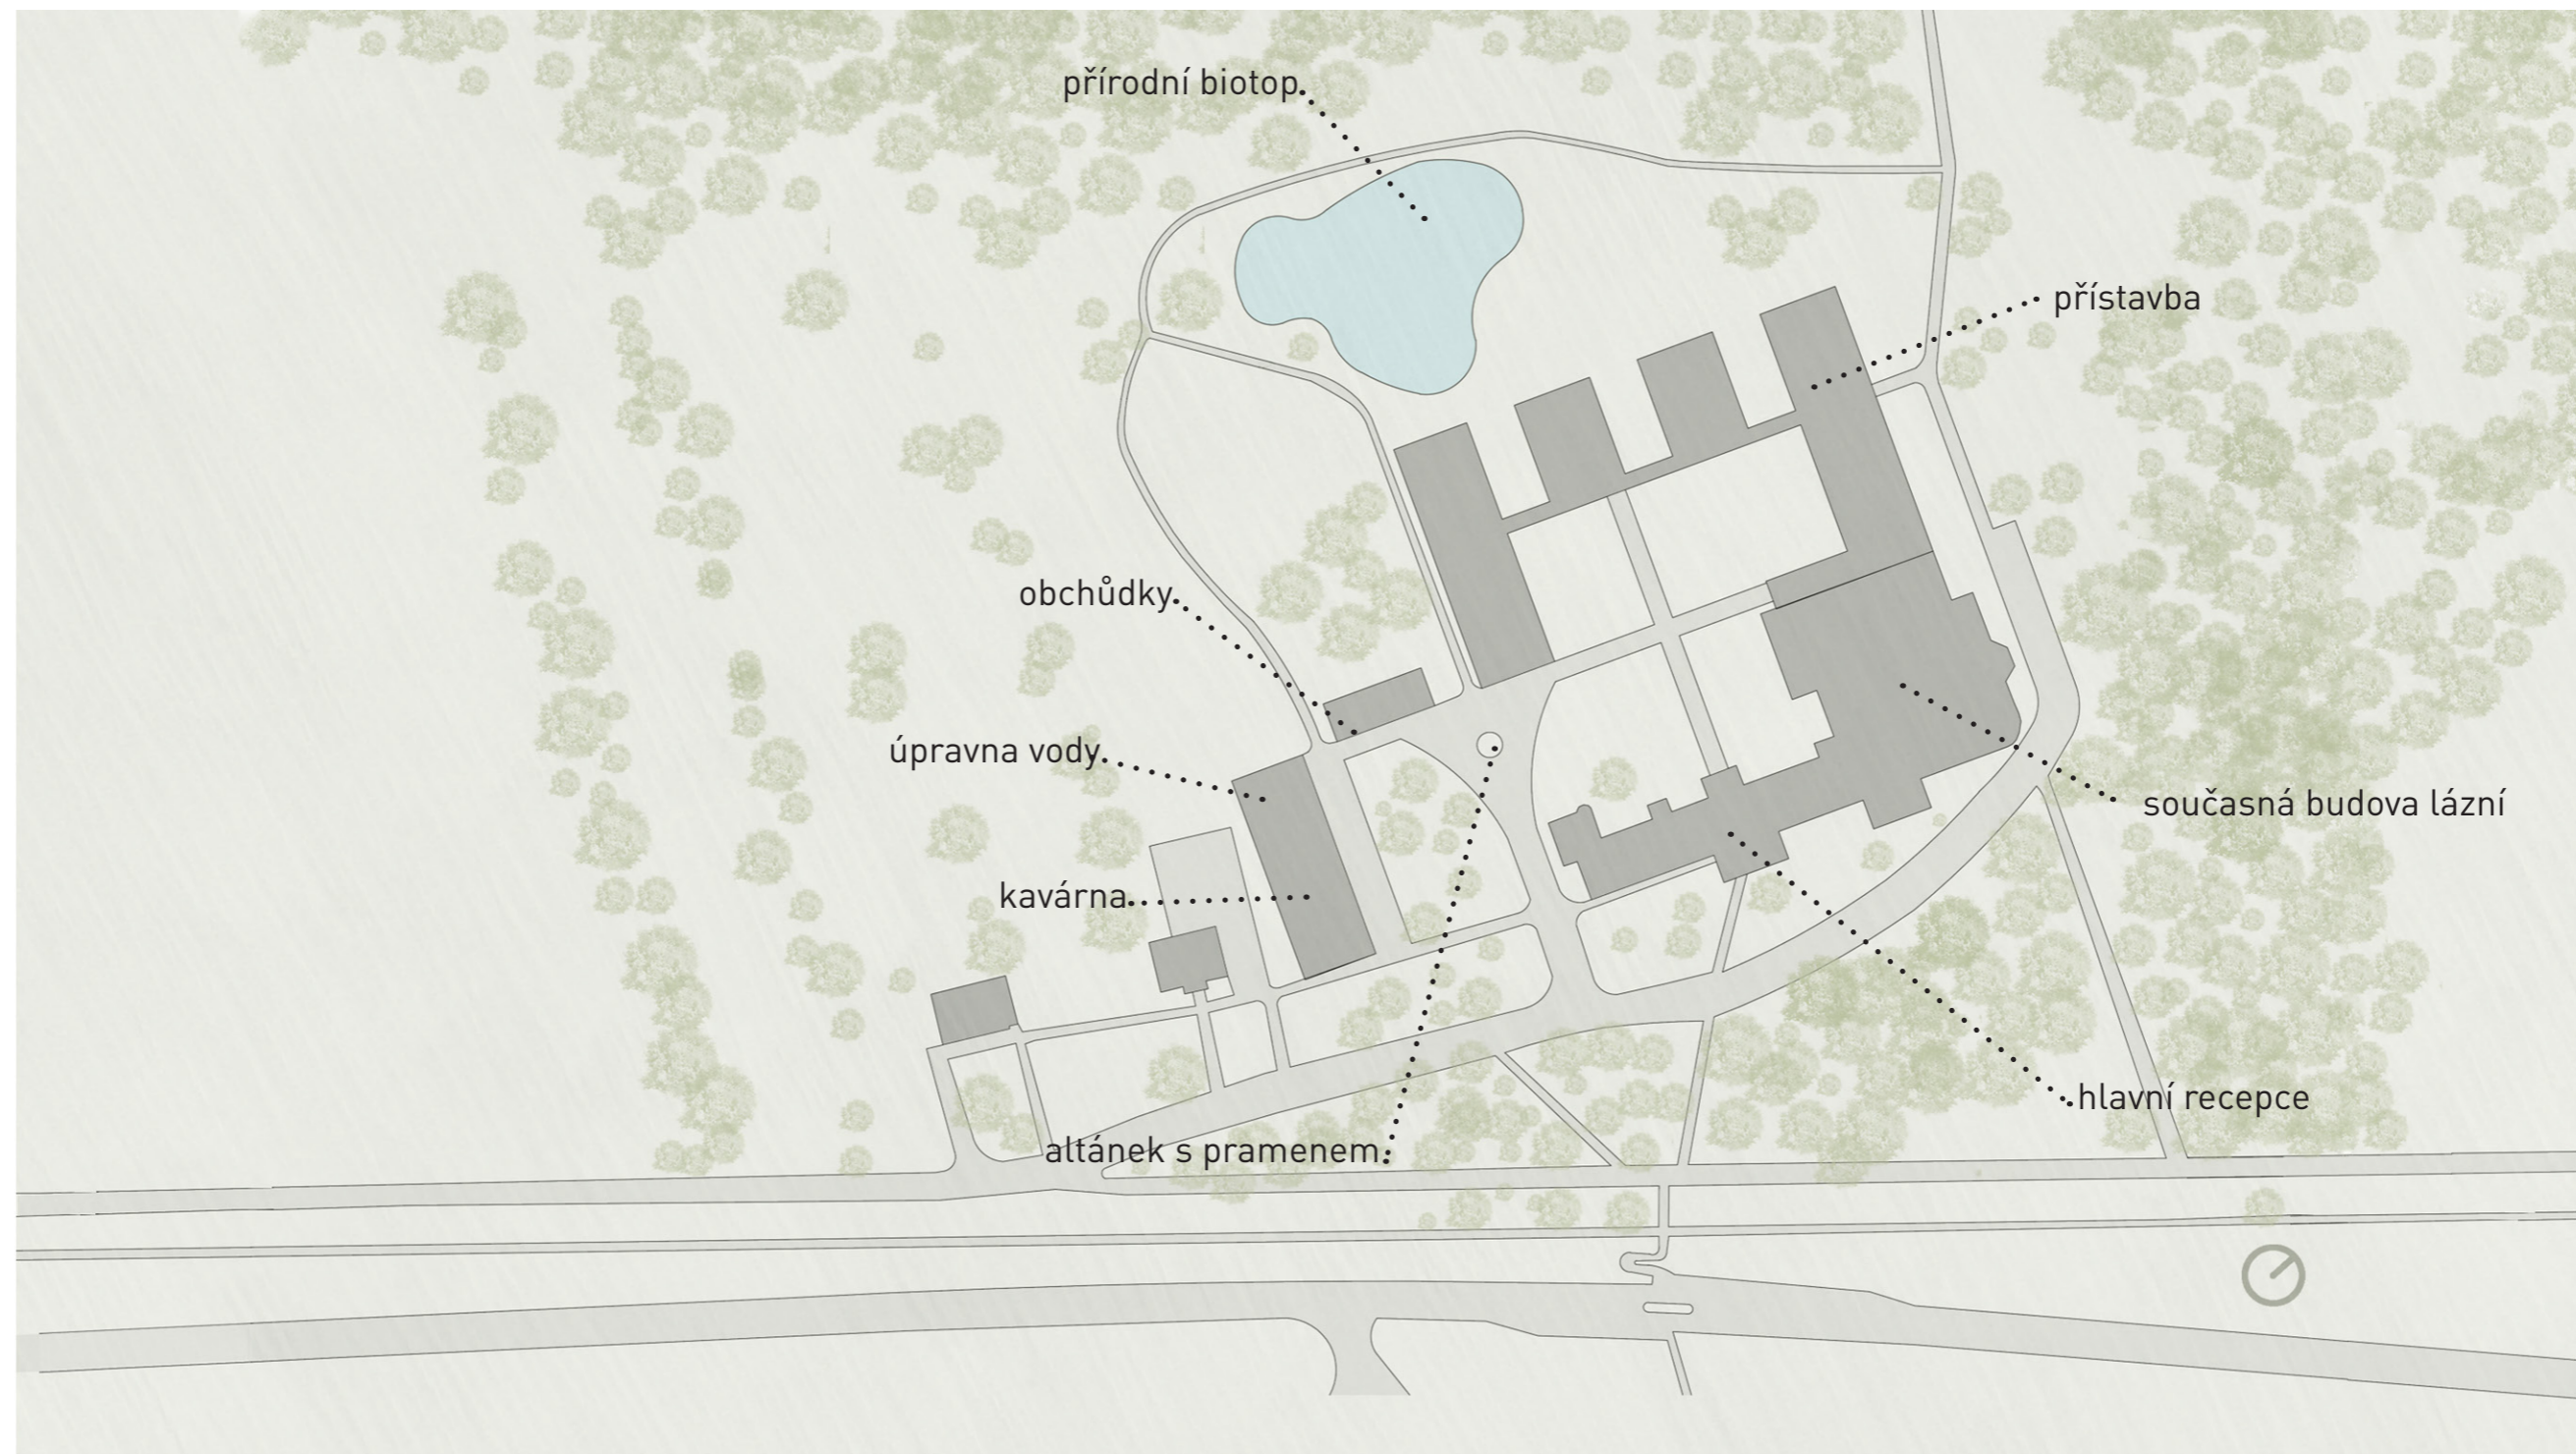 přírodní biotop
přístavba
obchůdky
úpravna vody
současná budova lázní
kavárna
hlavní recepce
altánek s pramenem